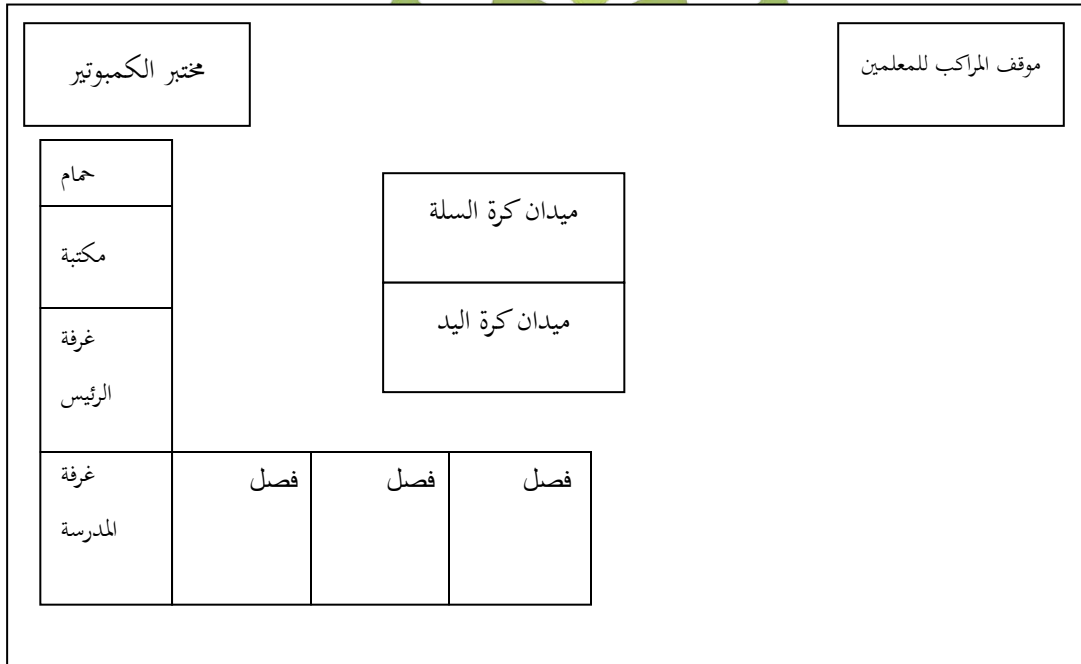 موقف المراكب للمعلمين
مختبر الكمبوتير
حمام
مكتبة
غرفة
الرئيس
ميدان كرة السلة
ميدان كرة اليد
غرفة
المدرسة
فصل
فصل
فصل